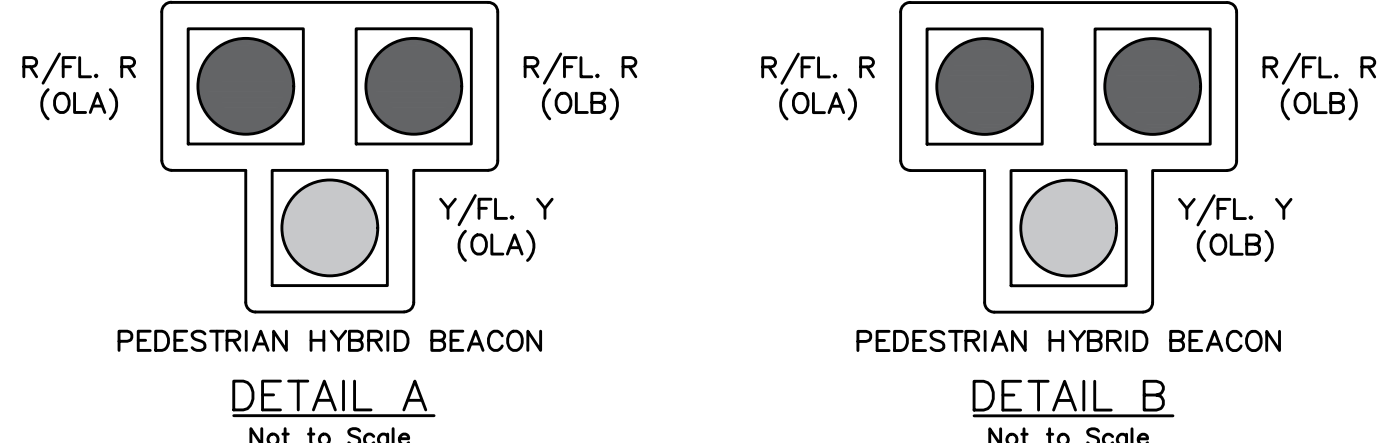 R/FL. R
(OLA)
R/FL. R
(OLB)
Y/FL. Y
(OLA)
PEDESTRIAN HYBRID BEACON
DETAIL A
Not to Scale
R/FL. R
(OLA)
R/FL. R
(OLB)
Y/FL. Y
(OLB)
PEDESTRIAN HYBRID BEACON
DETAIL B
Not to Scale